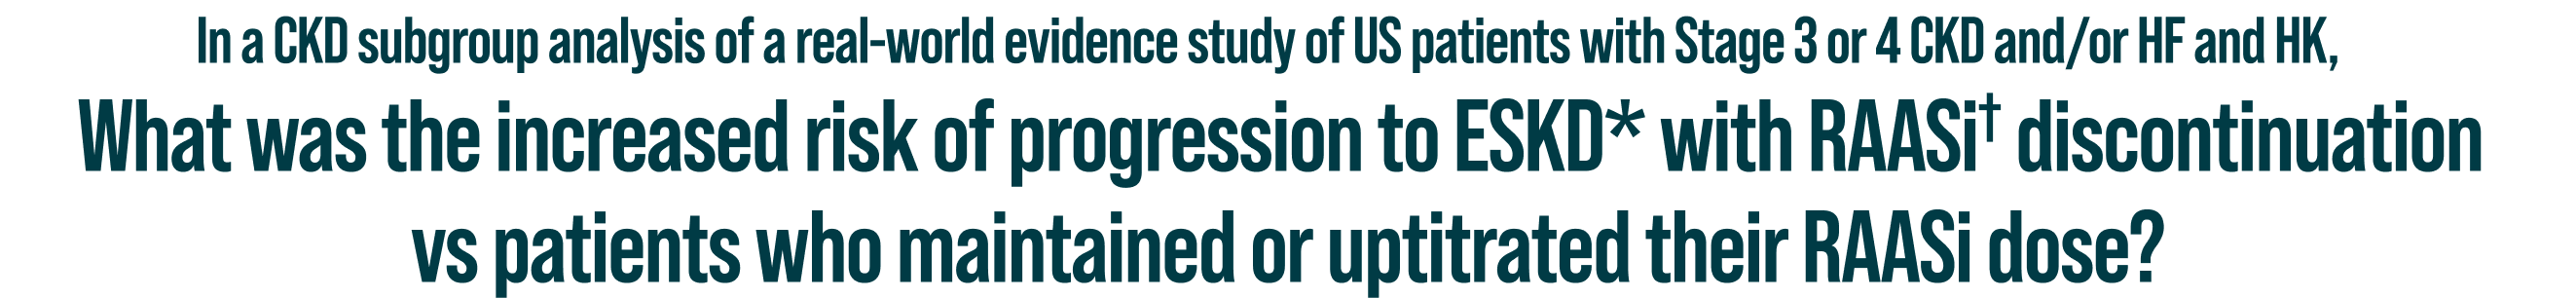 In a CKD subgroup analysis of a real-world evidence study of US patients with Stage 3 or 4 CKD and/or HF and HK,
What was the increased risk of progression to ESKD* with RAASi† discontinuation
vs patients who maintained or uptitrated their RAASi dose?